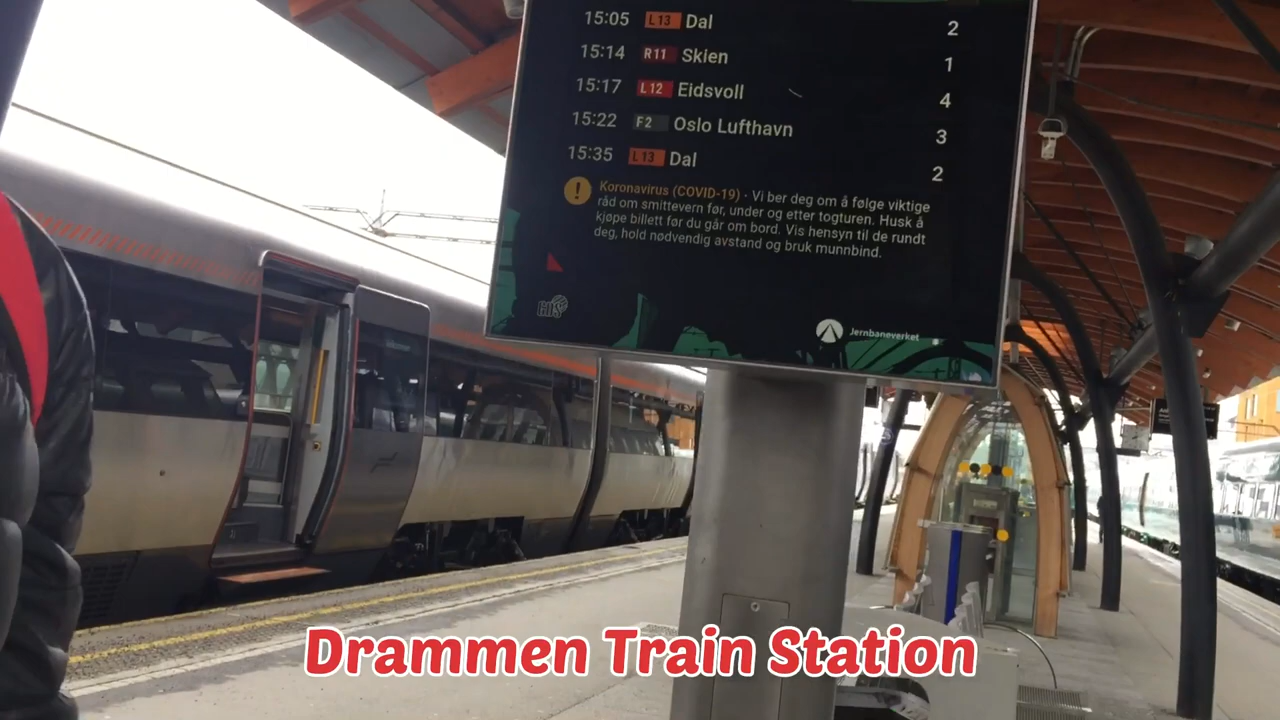 15:05 L13 Dal 2
15:14 R11 Skien 1
15:17 L12 Eidsvoll 4
15:22 F2 Oslo Lufthavn 3
15:35 L13 Dal 2
Koronavirus (COVID-19) - Vi ber deg om å følge viktige
råd om smittevern før, under og etter togturen. Husk å
kjøpe billett før du går om bord. Vis hensyn til de rundt
deg, hold nødvendig avstand og bruk munnbind.
Jernbaneverket
Drammen Train Station